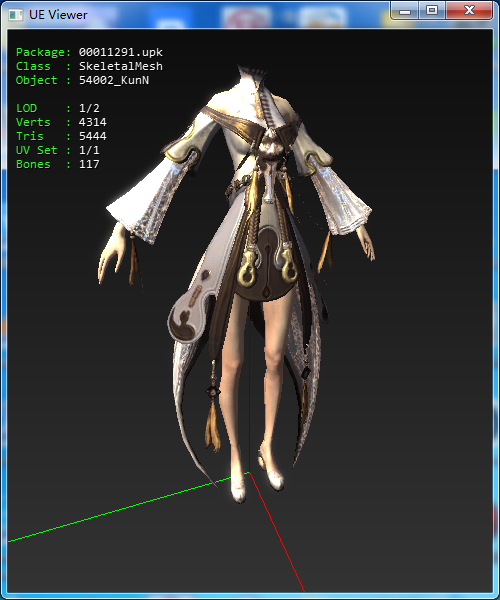 UE Viewer
Package: 00011291.upk
Class : SkeletalMesh
Object : 54002_KunN
LOD : 1/2
Verts : 4314
Tris : 5444
UV Set : 1/1
Bones : 117